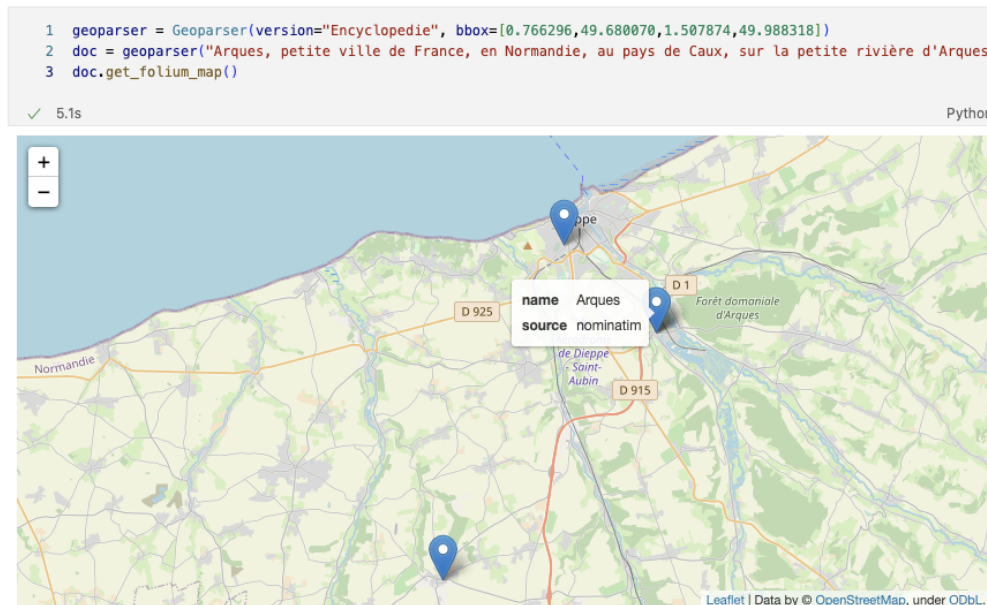 1 geoparser = Geoparser(version="Encyclopedie", bbox=[0.766296,49.680070,1.507874,49.988318])
2 doc = geoparser("Arques, petite ville de France, en Normandie, au pays de Caux, sur la petite rivière d'Arques
3 doc.get_folium_map()
✓ 5.1s
Python
+
−
ppe
D 1
name Arques
source nominatim
Forêt domaniale
d'Arques
D 925
Aérodrome
de Dieppe
- Saint-
Aubin
Normandie
D 915
Leaflet | Data by © OpenStreetMap, under ODbL.